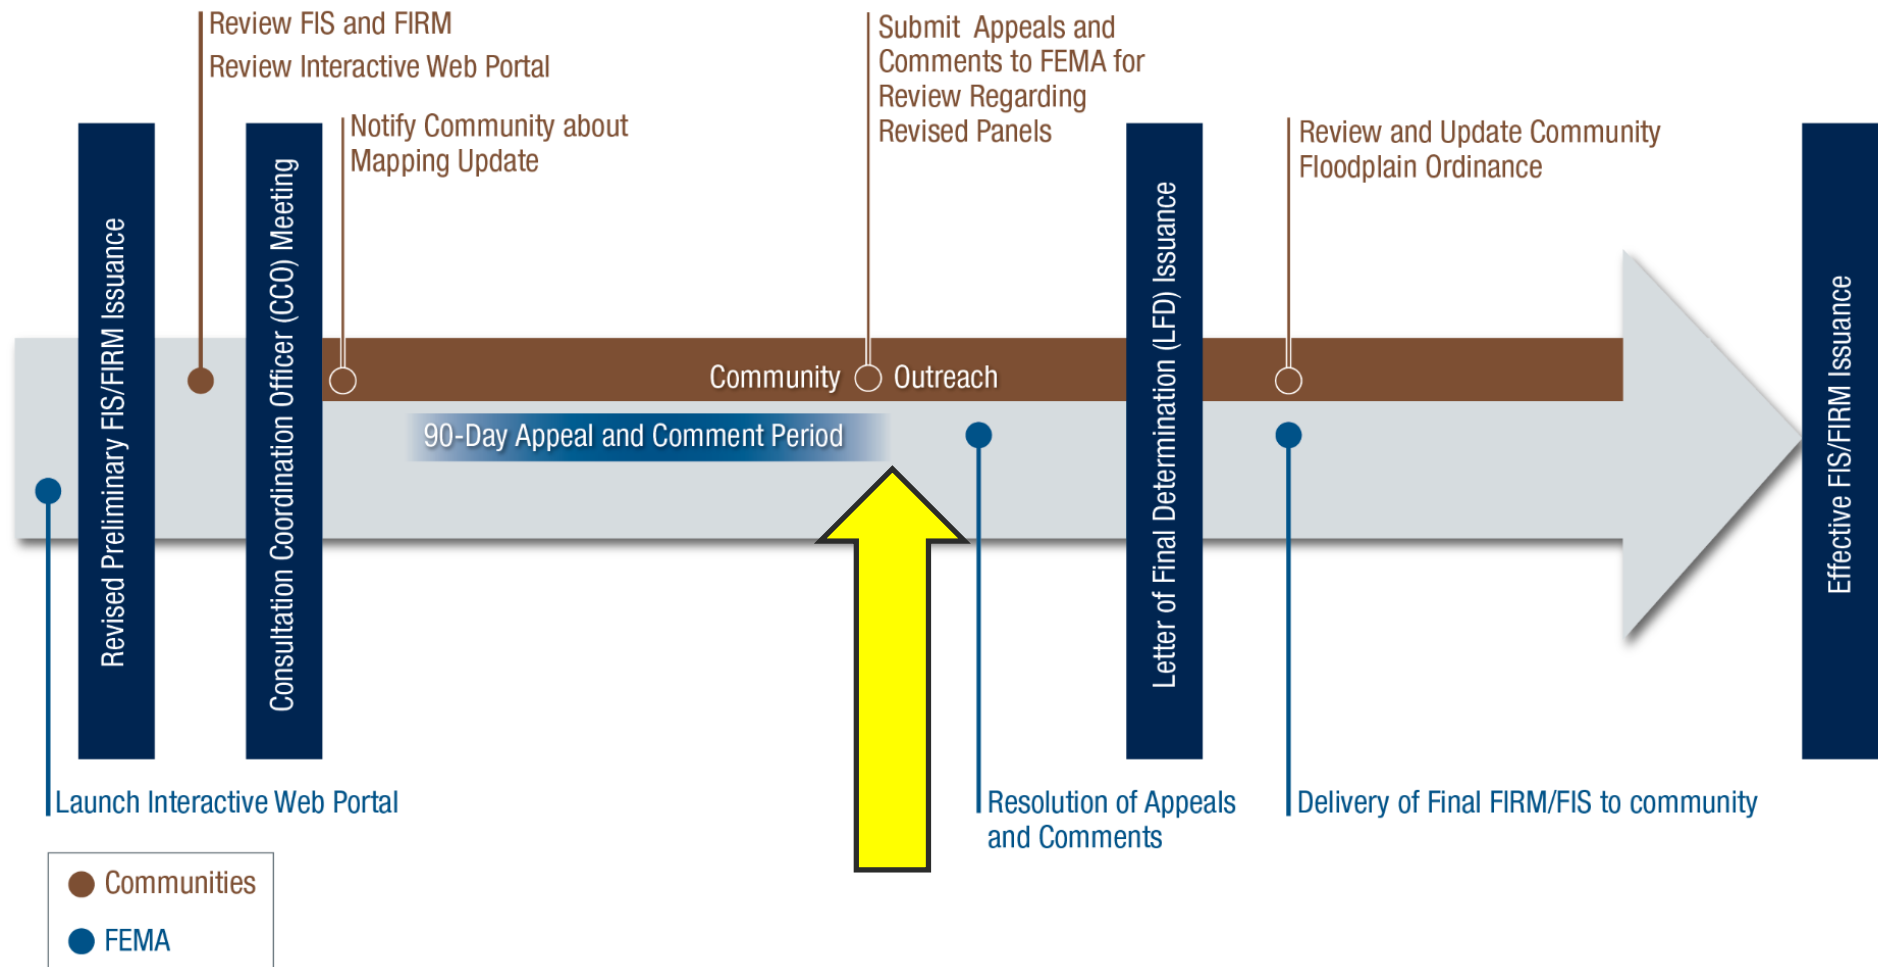 Review FIS and FIRM
Review Interactive Web Portal
Notify Community about
Mapping Update
Submit Appeals and
Comments to FEMA for
Review Regarding
Revised Panels
Review and Update Community
Floodplain Ordinance
Revised Preliminary FIS/FIRM Issuance
Consultation Coordination Officer (CCO) Meeting
Community Outreach
90-Day Appeal and Comment Period
Letter of Final Determination (LFD) Issuance
Effective FIS/FIRM Issuance
Launch Interactive Web Portal
Resolution of Appeals
and Comments
Delivery of Final FIRM/FIS to community
Communities
FEMA